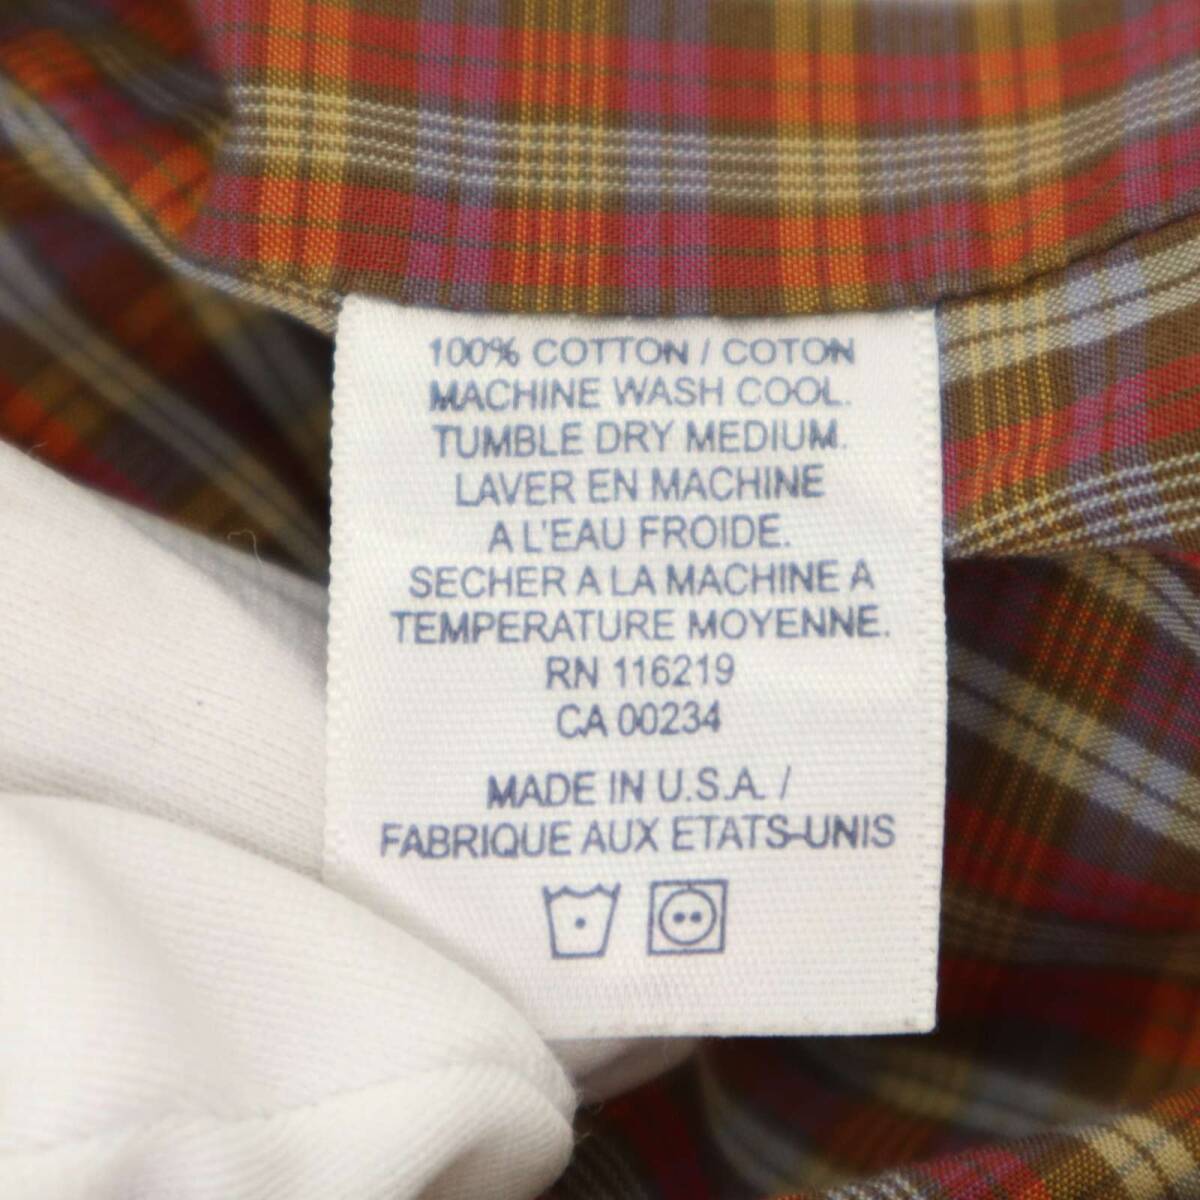 100% COTTON / COTON
MACHINE WASH COOL.
TUMBLE DRY MEDIUM.
LAVER EN MACHINE
A L'EAU FROIDE.
SECHER A LA MACHINE A
TEMPERATURE MOYENNE.
RN 116219
CA 00234
MADE IN U.S.A. /
FABRIQUE AUX ETATS-UNIS